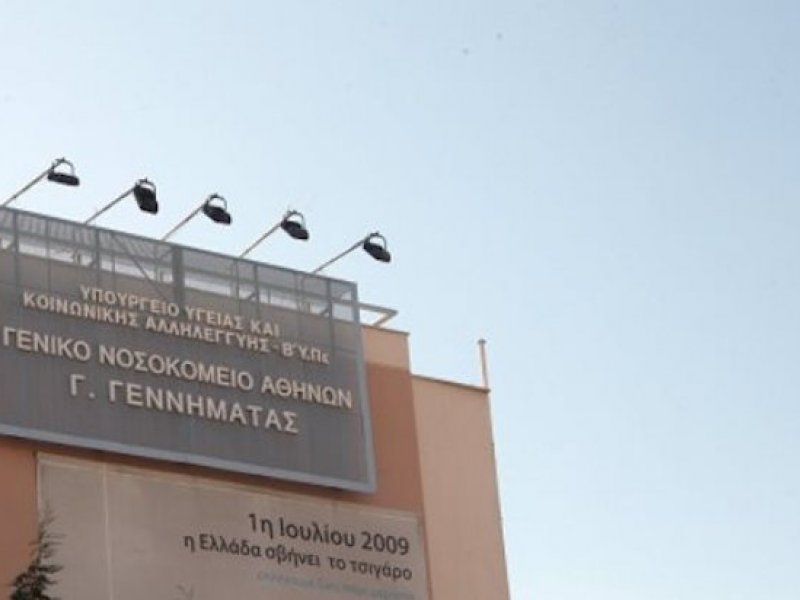 ΥΠΟΥΡΓΕΙΟ ΥΓΕΙΑΣ ΚΑΙ
ΚΟΙΝΩΝΙΚΗΣ ΑΛΛΗΛΕΓΓΥΗΣ - Β΄Υ.Πε
ΓΕΝΙΚΟ ΝΟΣΟΚΟΜΕΙΟ ΑΘΗΝΩΝ
Γ. ΓΕΝΝΗΜΑΤΑΣ
1η Ιουλίου 2009
η Ελλάδα σβήνει το τσιγάρο